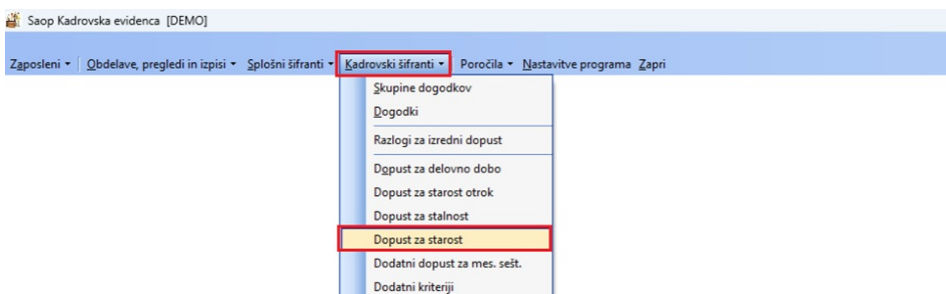 Saop Kadrovska evidenca [DEMO]
Zaposleni Obdelave, pregledi in izpisi Splošni šifranti Kadrovski šifranti Poročila Nastavitve programa Zapri
Skupine dogodkov
Dogodki
Razlogi za izredni dopust
Dopust za delovno dobo
Dopust za starost otrok
Dopust za stalnost
Dopust za starost
Dodatni dopust za mes. sešt.
Dodatni kriteriji